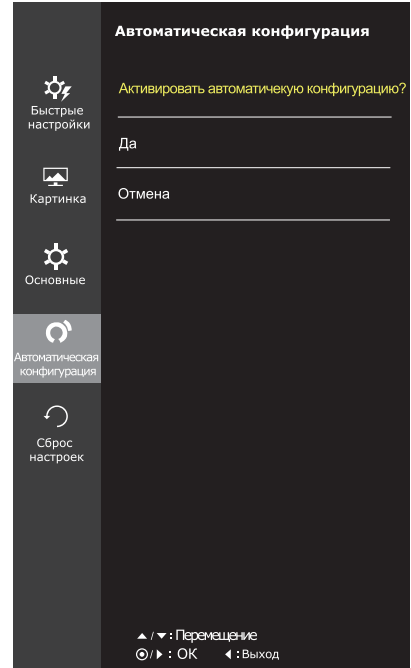 Автоматическая конфигурация
Активировать автоматичекую конфигурацию?
Да
Отмена
Быстрые
настройки
Картинка
Основные
Автоматическая
конфигурация
Сброс
настроек
▲/▼: Перемещение
◉/▶: OK ◀: Выход